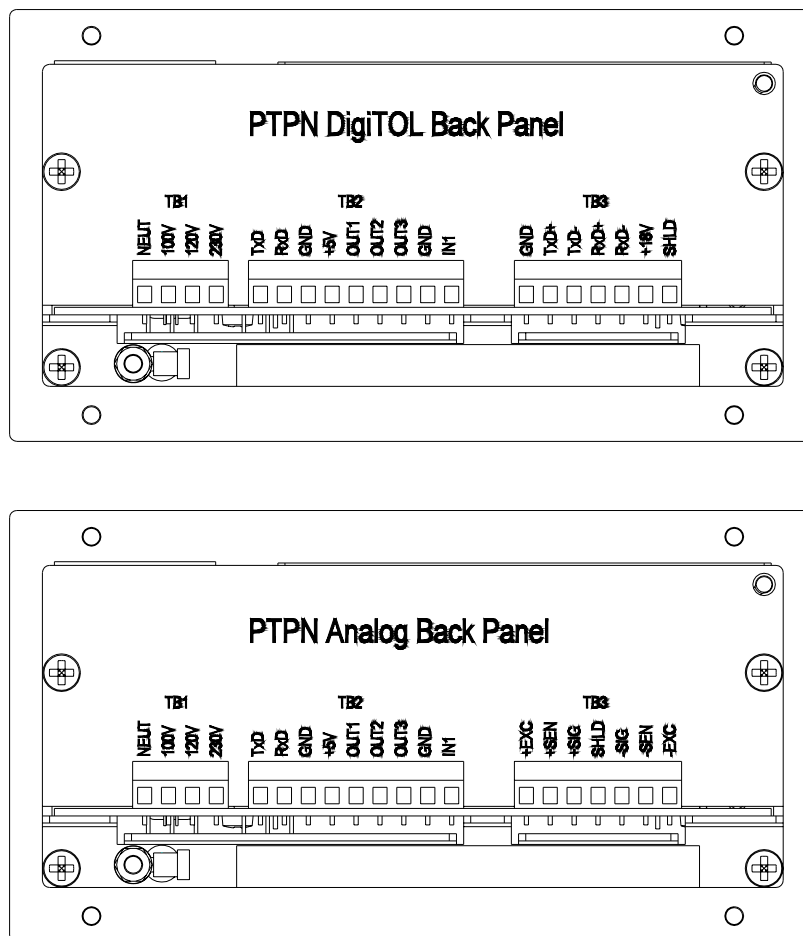 PTPN DigiTOL Back Panel
TB1 TB2 TB3
NEUT 100V 120V 230V TxD RxD GND +5V OUT1 OUT2 OUT3 GND IN1 GND TxD+ TxD- RxD+ RxD- +18V SHLD
PTPN Analog Back Panel
TB1 TB2 TB3
NEUT 100V 120V 230V TxD RxD GND +5V OUT1 OUT2 OUT3 GND IN1 +EXC +SEN +SIG SHLD -SIG -SEN -EXC